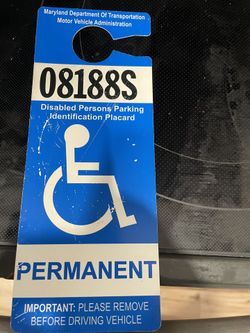 Maryland Department Of Transportation
Motor Vehicle Administration
08188S
Disabled Persons Parking
Identification Placard
PERMANENT
IMPORTANT: PLEASE REMOVE
BEFORE DRIVING VEHICLE